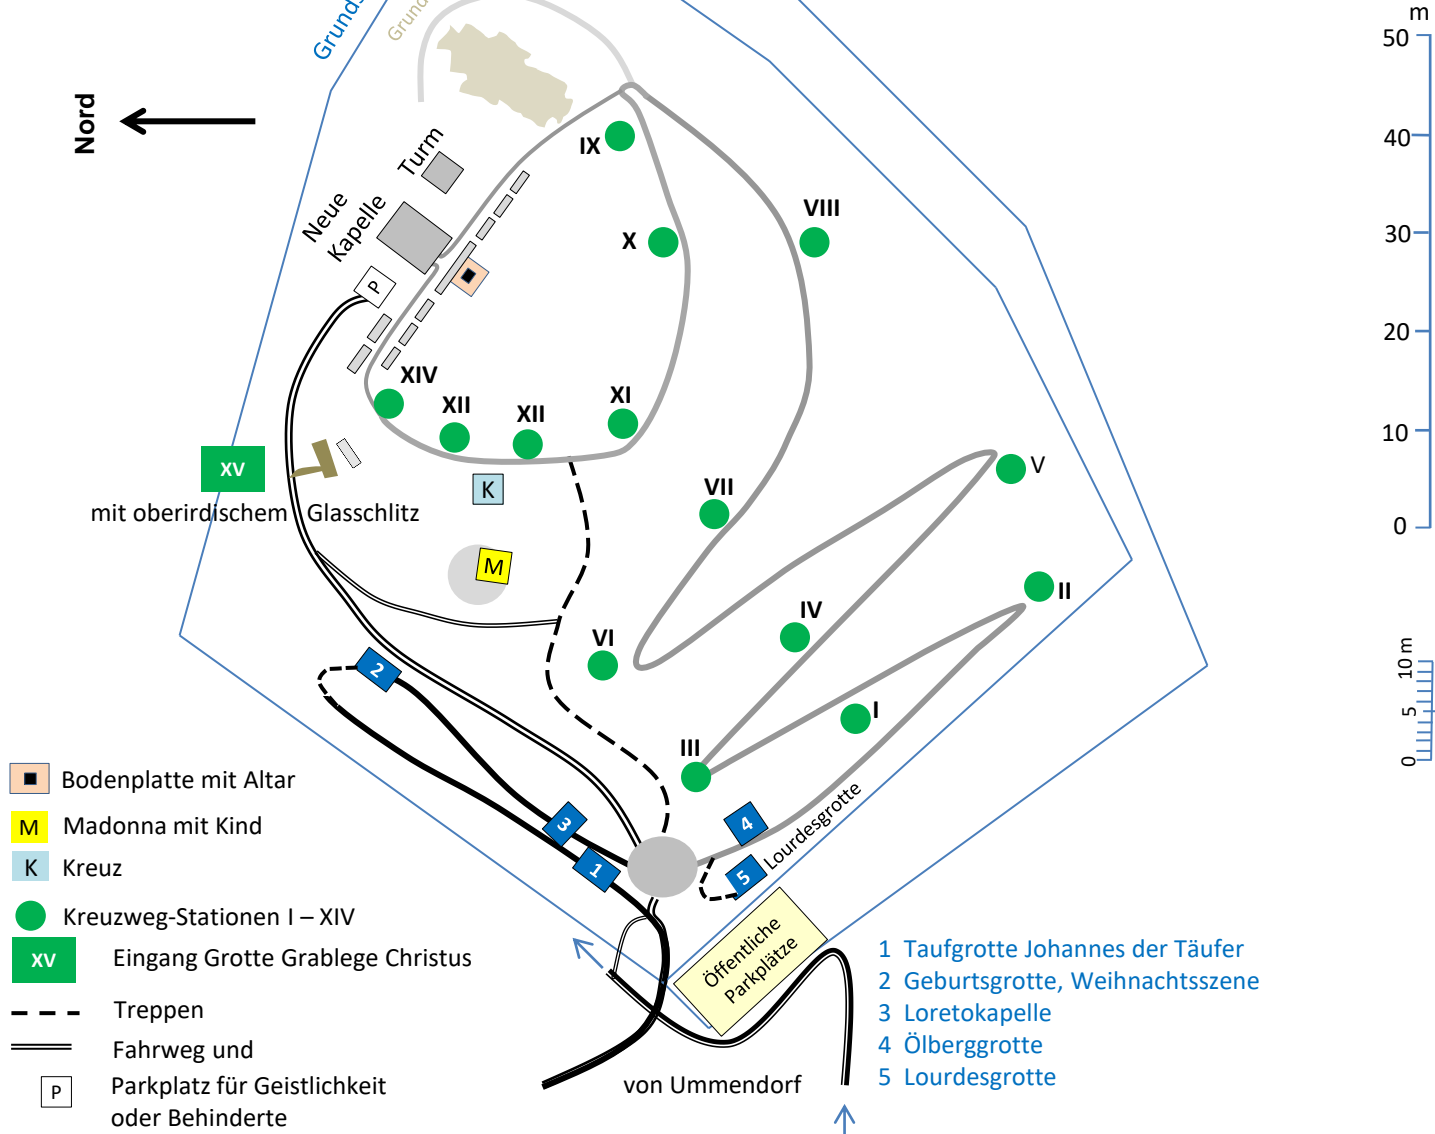 Grunds
Grund
m
50
40
30
20
10
0
Nord
Turm
Neue
Kapelle
P
IX
X
VIII
XIV
XII
XII
XI
V
XV
mit oberirdischem Glasschlitz
K
VII
M
II
IV
VI
I
III
2
3
1
4
5
Lourdesgrotte
10 m
5
0
Öffentliche
Parkplätze
von Ummendorf
Bodenplatte mit Altar
M Madonna mit Kind
K Kreuz
Kreuzweg-Stationen I – XIV
XV Eingang Grotte Grablege Christus
Treppen
Fahrweg und
P Parkplatz für Geistlichkeit
oder Behinderte
1 Taufgrotte Johannes der Täufer
2 Geburtsgrotte, Weihnachtsszene
3 Loretokapelle
4 Ölberggrotte
5 Lourdesgrotte